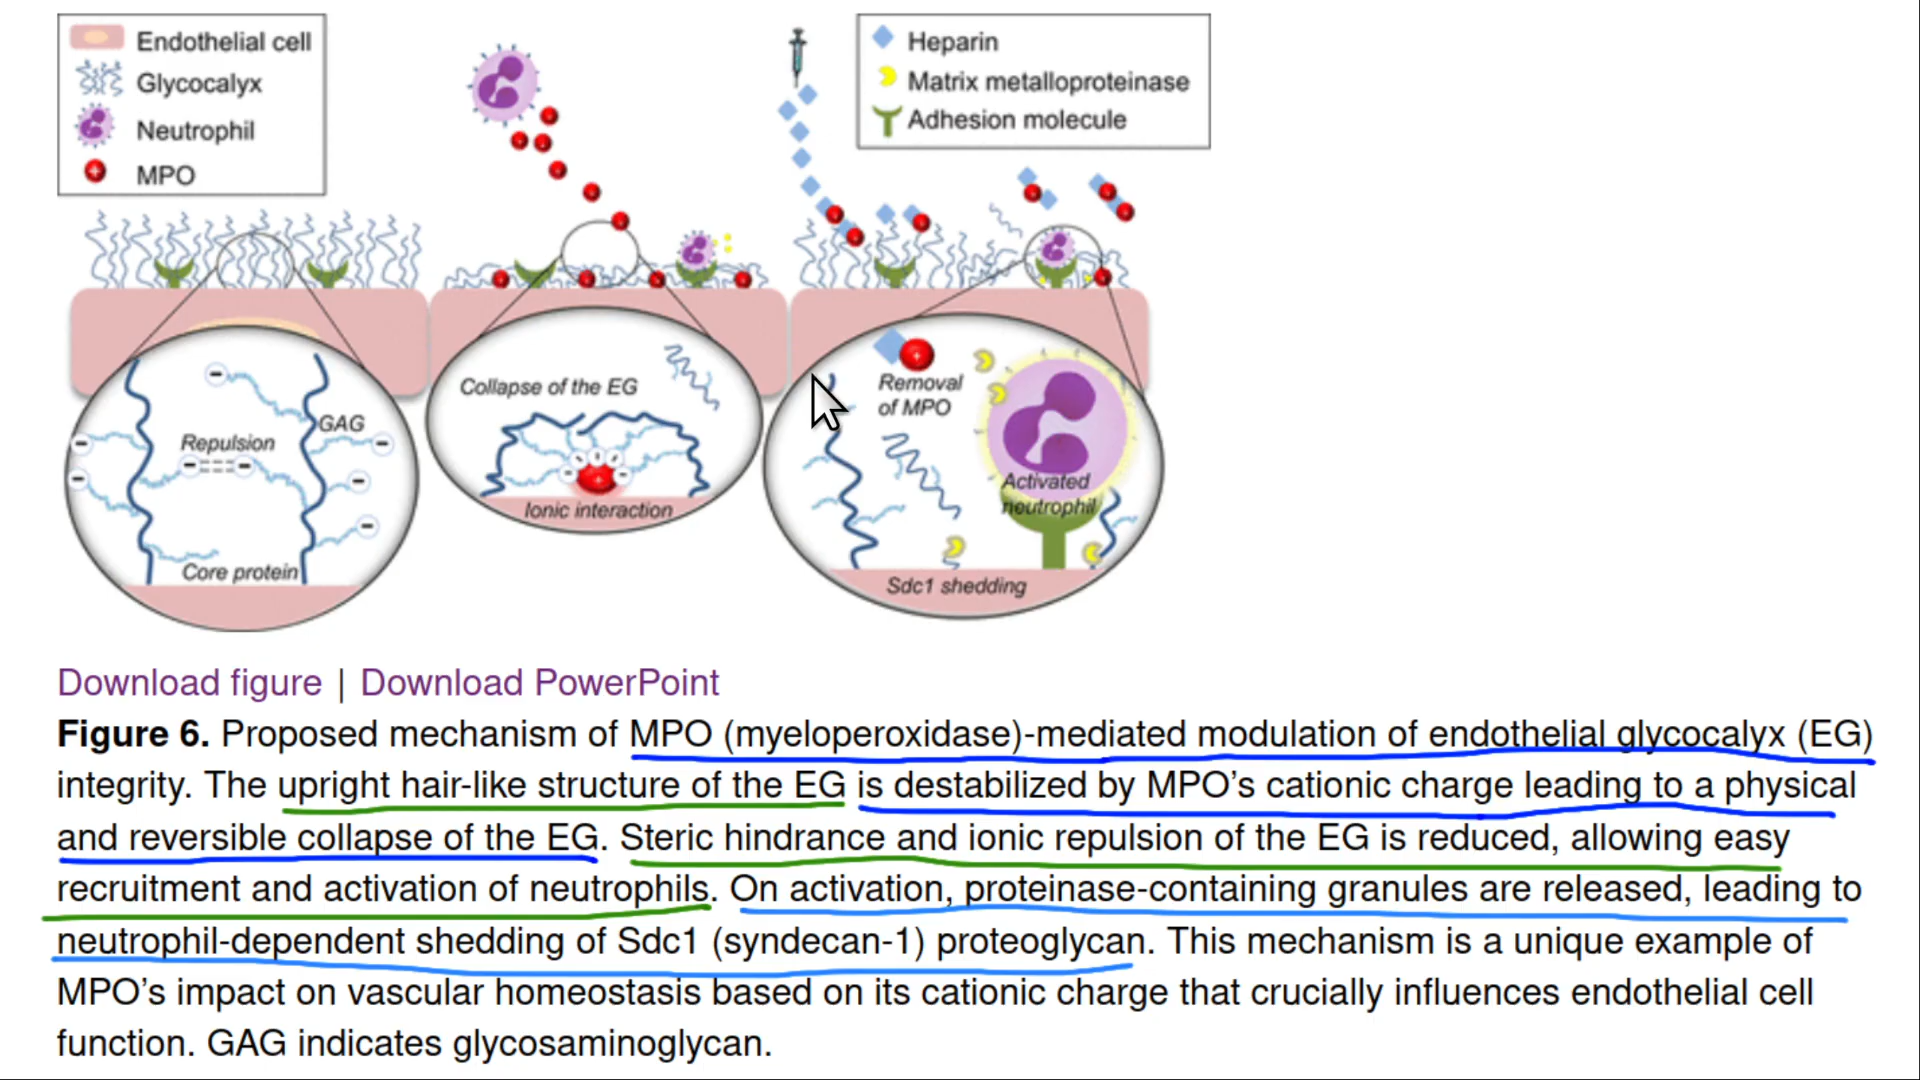 Endothelial cell
Glycocalyx
Neutrophil
MPO
Heparin
Matrix metalloproteinase
Adhesion molecule
GAG
Repulsion
Core protein
Collapse of the EG
Ionic interaction
Removal
of MPO
Activated
neutrophil
Sdc1 shedding
Download figure | Download PowerPoint
Figure 6. Proposed mechanism of MPO (myeloperoxidase)-mediated modulation of endothelial glycocalyx (EG)
integrity. The upright hair-like structure of the EG is destabilized by MPO’s cationic charge leading to a physical
and reversible collapse of the EG. Steric hindrance and ionic repulsion of the EG is reduced, allowing easy
recruitment and activation of neutrophils. On activation, proteinase-containing granules are released, leading to
neutrophil-dependent shedding of Sdc1 (syndecan-1) proteoglycan. This mechanism is a unique example of
MPO’s impact on vascular homeostasis based on its cationic charge that crucially influences endothelial cell
function. GAG indicates glycosaminoglycan.